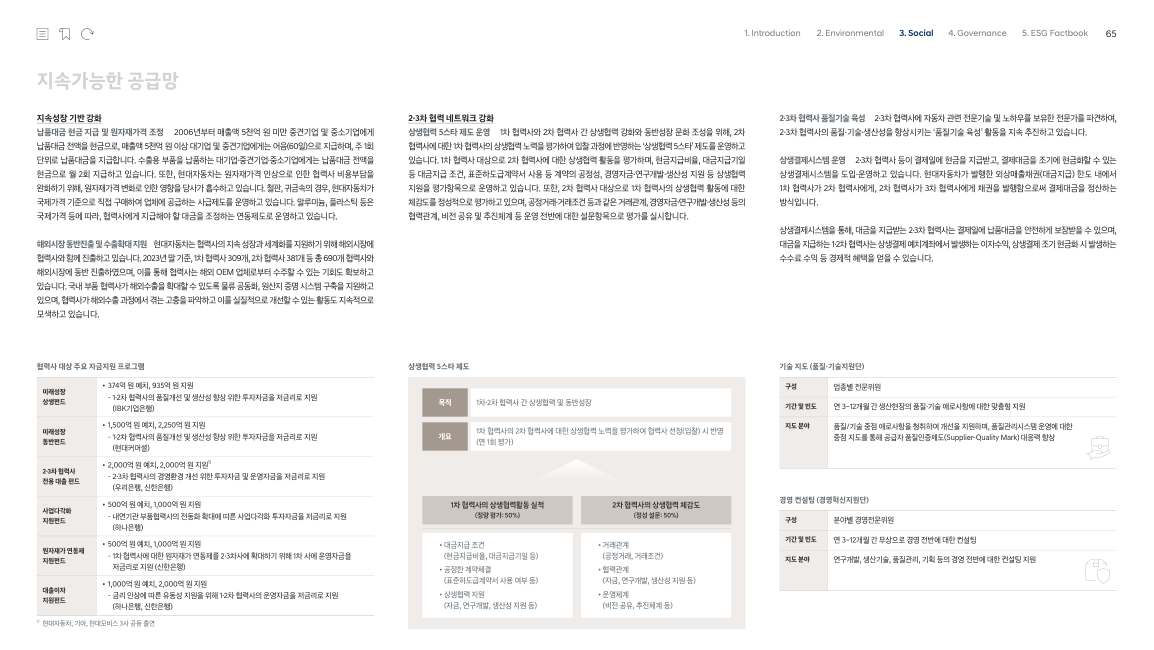 1. Introduction 2. Environmental 3. Social 4. Governance 5. ESG Factbook 65
지속가능한 공급망
지속성장 기반 강화
납품대금 현금 지급 및 원자재가격 조정 2006년부터 매출액 5천억 원 미만 중견기업 및 중소기업에게
납품대금 전액을 현금으로, 매출액 5천억 원 이상 대기업 및 중견기업에게는 어음(60일)으로 지급하며, 주 1회
단위로 납품대금을 지급합니다. 수출용 부품을 납품하는 대기업·중견기업·중소기업에게는 납품대금 전액을
현금으로 월 2회 지급하고 있습니다. 또한, 현대자동차는 원자재가격 인상으로 인한 협력사 비용부담을
완화하기 위해, 원자재가격 변화로 인한 영향을 당사가 흡수하고 있습니다. 철판, 귀금속의 경우, 현대자동차가
국제가격 기준으로 직접 구매하여 업체에 공급하는 사급제도를 운영하고 있습니다. 알루미늄, 플라스틱 등은
국제가격 등에 따라, 협력사에게 지급해야 할 대금을 조정하는 연동제도로 운영하고 있습니다.
해외시장 동반진출 및 수출확대 지원 현대자동차는 협력사의 지속 성장과 세계화를 지원하기 위해 해외시장에
협력사와 함께 진출하고 있습니다. 2023년 말 기준, 1차 협력사 309개, 2차 협력사 381개 등 총 690개 협력사와
해외시장에 동반 진출하였으며, 이를 통해 협력사는 해외 OEM 업체로부터 수주할 수 있는 기회도 확보하고
있습니다. 국내 부품 협력사가 해외수출을 확대할 수 있도록 물류 공동화, 원산지 증명 시스템 구축을 지원하고
있으며, 협력사가 해외수출 과정에서 겪는 고충을 파악하고 이를 실질적으로 개선할 수 있는 활동도 지속적으로
모색하고 있습니다.
2·3차 협력 네트워크 강화
상생협력 5스타 제도 운영 1차 협력사와 2차 협력사 간 상생협력 강화와 동반성장 문화 조성을 위해, 2차
협력사에 대한 1차 협력사의 상생협력 노력을 평가하여 입찰 과정에 반영하는 '상생협력 5스타' 제도를 운영하고
있습니다. 1차 협력사 대상으로 2차 협력사에 대한 상생협력 활동을 평가하며, 현금지급비율, 대금지급기일
등 대금지급 조건, 표준하도급계약서 사용 등 계약의 공정성, 경영자금·연구개발·생산성 지원 등 상생협력
지원을 평가항목으로 운영하고 있습니다. 또한, 2차 협력사 대상으로 1차 협력사의 상생협력 활동에 대한
체감도를 정성적으로 평가하고 있으며, 공정거래·거래조건 등과 같은 거래관계, 경영자금·연구개발·생산성 등의
협력관계, 비전 공유 및 추진체계 등 운영 전반에 대한 설문항목으로 평가를 실시합니다.
2·3차 협력사 품질기술 육성 2·3차 협력사에 자동차 관련 전문기술 및 노하우를 보유한 전문가를 파견하여,
2·3차 협력사의 품질·기술·생산성을 향상시키는 '품질기술 육성' 활동을 지속 추진하고 있습니다.
상생결제시스템 운영 2·3차 협력사 등이 결제일에 현금을 지급받고, 결제대금을 조기에 현금화할 수 있는
상생결제시스템을 도입·운영하고 있습니다. 현대자동차가 발행한 외상매출채권(대금지급) 한도 내에서
1차 협력사가 2차 협력사에게, 2차 협력사가 3차 협력사에게 채권을 발행함으로써 결제대금을 정산하는
방식입니다.
상생결제시스템을 통해, 대금을 지급받는 2·3차 협력사는 결제일에 납품대금을 안전하게 보장받을 수 있으며,
대금을 지급하는 1·2차 협력사는 상생결제 예치계좌에서 발생하는 이자수익, 상생결제 조기 현금화 시 발생하는
수수료 수익 등 경제적 혜택을 얻을 수 있습니다.
협력사 대상 주요 자금지원 프로그램
미래성장
상생펀드
• 374억 원 예치, 935억 원 지원
- 1·2차 협력사의 품질개선 및 생산성 향상 위한 투자자금을 저금리로 지원
(IBK기업은행)
미래성장
동반펀드
• 1,500억 원 예치, 2,250억 원 지원
- 1·2차 협력사의 품질개선 및 생산성 향상 위한 투자자금을 저금리로 지원
(현대커머셜)
2·3차 협력사
전용 대출 펀드
• 2,000억 원 예치, 2,000억 원 지원1)
- 2·3차 협력사의 경영환경 개선 위한 투자자금 및 운영자금을 저금리로 지원
(우리은행, 신한은행)
사업다각화
지원펀드
• 500억 원 예치, 1,000억 원 지원
- 내연기관 부품협력사의 전동화 확대에 따른 사업다각화 투자자금을 저금리로 지원
(하나은행)
원자재가 연동제
지원펀드
• 500억 원 예치, 1,000억 원 지원
- 1차 협력사에 대한 원자재가 연동제를 2·3차사에 확대하기 위해 1차 사에 운영자금을
저금리로 지원 (신한은행)
대출이자
지원펀드
• 1,000억 원 예치, 2,000억 원 지원
- 금리 인상에 따른 유동성 지원을 위해 1·2차 협력사의 운영자금을 저금리로 지원
(하나은행, 신한은행)
1) 현대자동차, 기아, 현대모비스 3사 공동 출연
상생협력 5스타 제도
목적
1차·2차 협력사 간 상생협력 및 동반성장
개요
1차 협력사의 2차 협력사에 대한 상생협력 노력을 평가하여 협력사 선정(입찰) 시 반영
(연 1회 평가)
1차 협력사의 상생협력활동 실적
(정량 평가: 50%)
• 대금지급 조건
(현금지급비율, 대금지급기일 등)
• 공정한 계약체결
(표준하도급계약서 사용 여부 등)
• 상생협력 지원
(자금, 연구개발, 생산성 지원 등)
2차 협력사의 상생협력 체감도
(정성 설문: 50%)
• 거래관계
(공정거래, 거래조건)
• 협력관계
(자금, 연구개발, 생산성 지원 등)
• 운영체계
(비전 공유, 추진체계 등)
기술 지도 (품질·기술지원단)
구성 업종별 전문위원
기간 및 빈도 연 3~12개월 간 생산현장의 품질·기술 애로사항에 대한 맞춤형 지원
지도 분야 품질/기술 중점 애로사항을 청취하여 개선을 지원하며, 품질관리시스템 운영에 대한
중점 지도를 통해 공급자 품질인증제도(Supplier-Quality Mark) 대응력 향상
경영 컨설팅 (경영혁신지원단)
구성 분야별 경영전문위원
기간 및 빈도 연 3~12개월 간 무상으로 경영 전반에 대한 컨설팅
지도 분야 연구개발, 생산기술, 품질관리, 기획 등의 경영 전반에 대한 컨설팅 지원